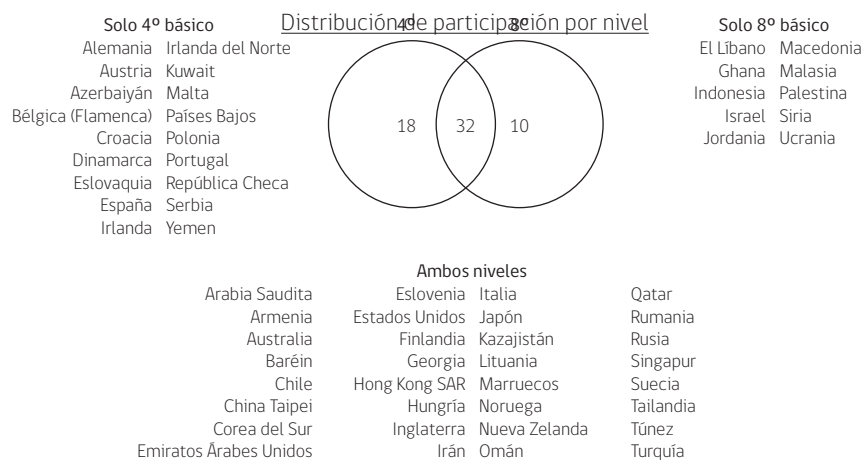 Distribución de participación por nivel
Solo 4º básico
Alemania Irlanda del Norte
Austria Kuwait
Azerbaiyán Malta
Bélgica (Flamenca) Países Bajos
Croacia Polonia
Dinamarca Portugal
Eslovaquia República Checa
España Serbia
Irlanda Yemen
4º 8º
18 32 10
Solo 8º básico
El Líbano Macedonia
Ghana Malasia
Indonesia Palestina
Israel Siria
Jordania Ucrania
Ambos niveles
Arabia Saudita Eslovenia Italia Qatar
Armenia Estados Unidos Japón Rumania
Australia Finlandia Kazajistán Rusia
Baréin Georgia Lituania Singapur
Chile Hong Kong SAR Marruecos Suecia
China Taipei Hungría Noruega Tailandia
Corea del Sur Inglaterra Nueva Zelanda Túnez
Emiratos Árabes Unidos Irán Omán Turquía